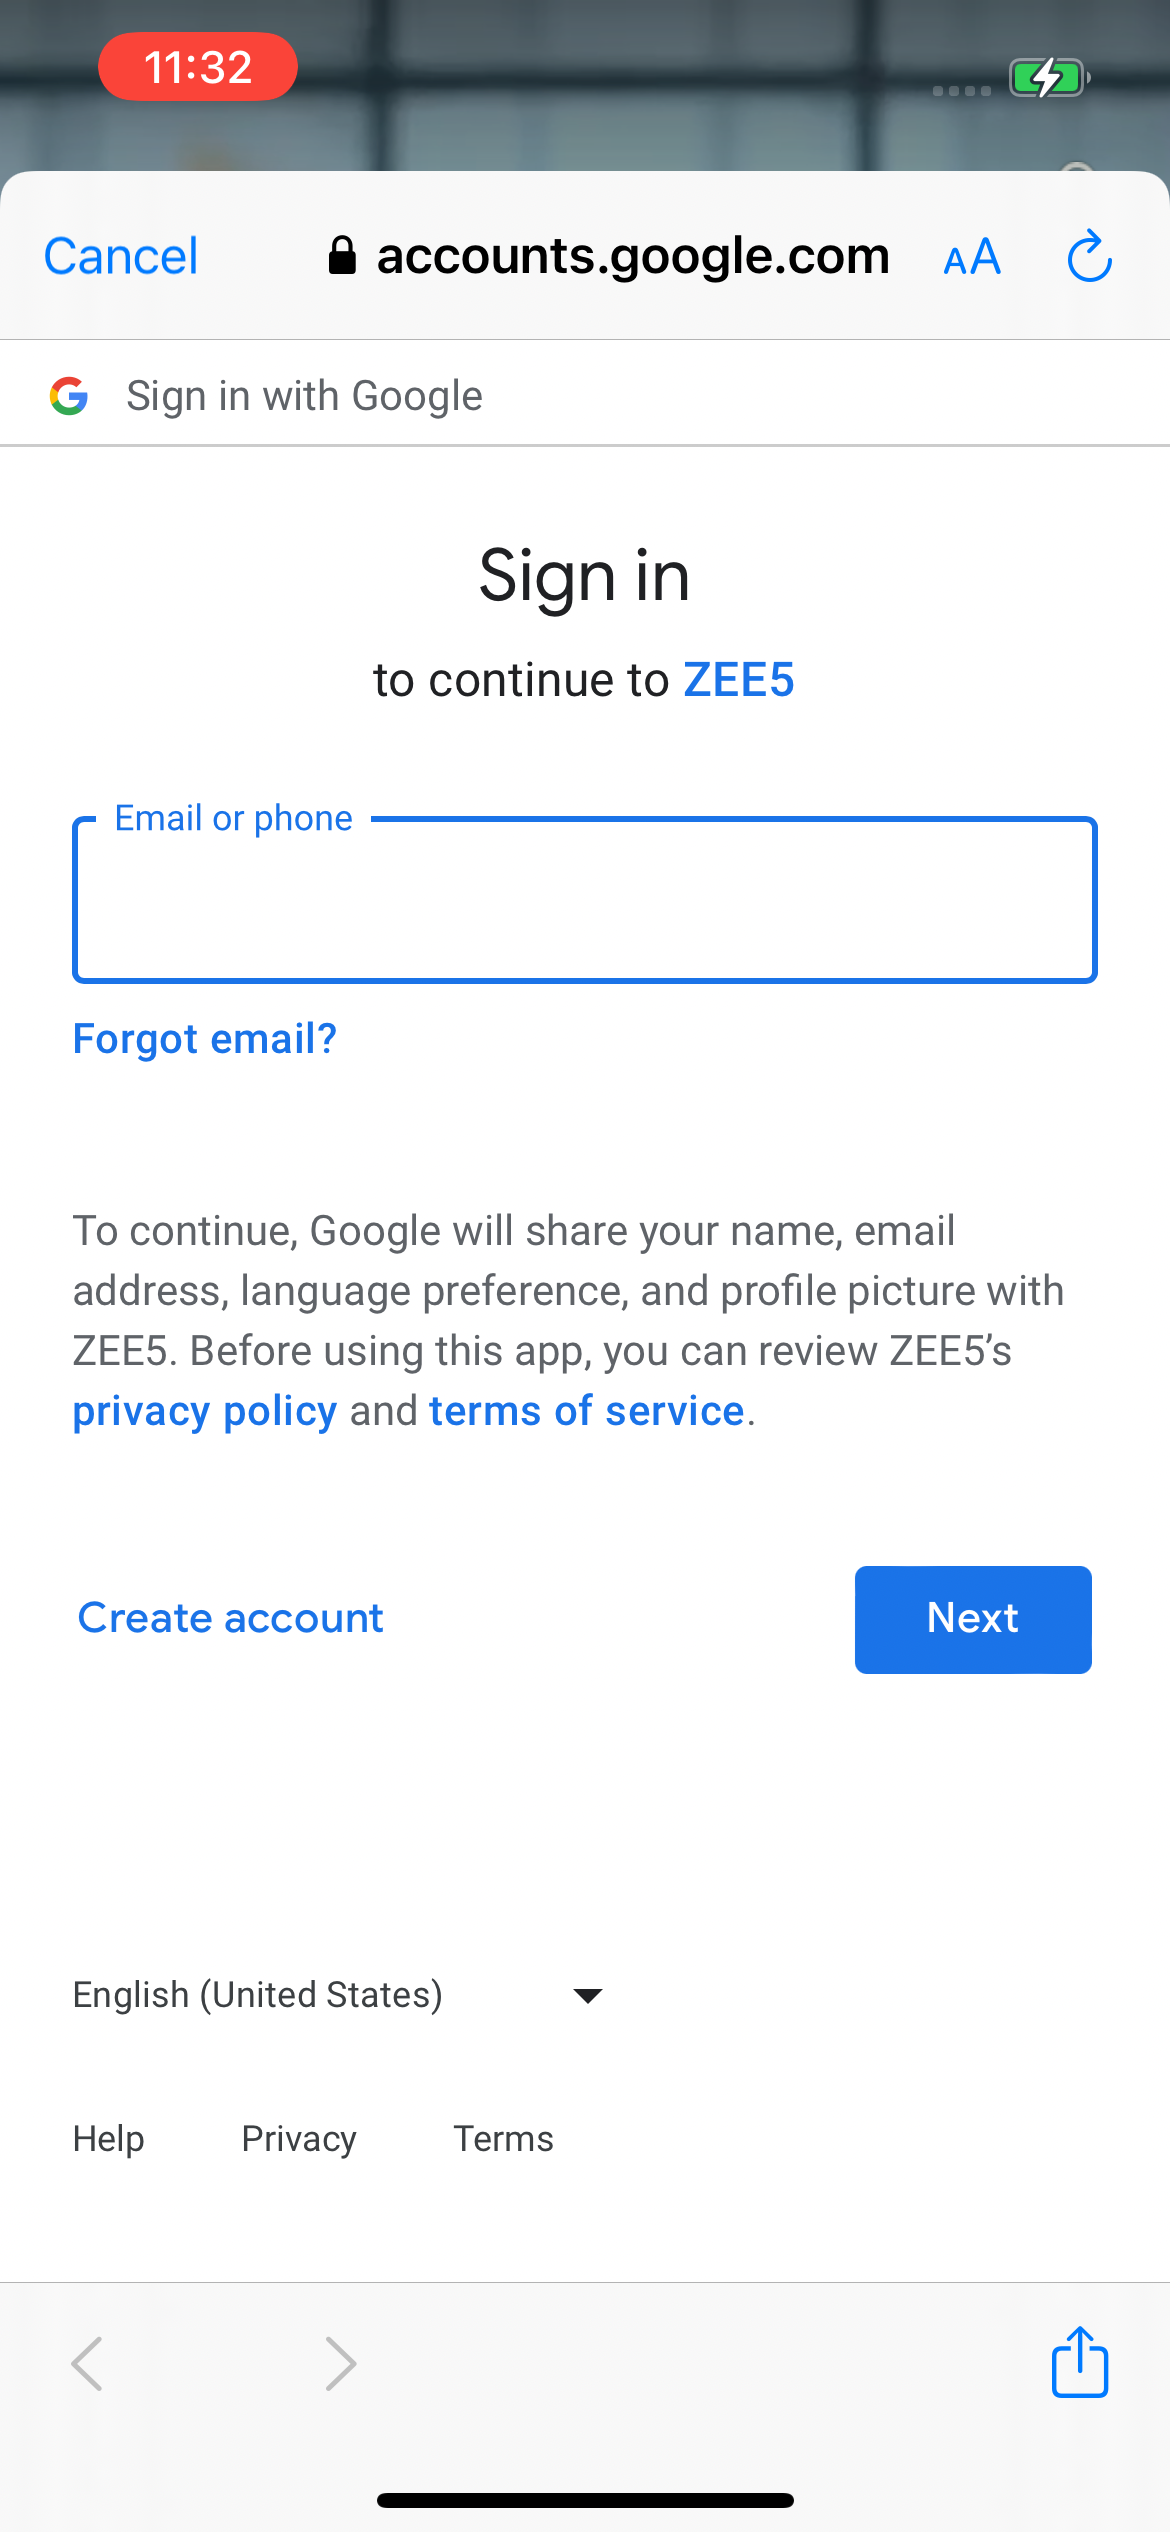 11:32
Cancel
accounts.google.com
AA
Sign in with Google
Sign in
to continue to ZEE5
Email or phone
Forgot email?
To continue, Google will share your name, email
address, language preference, and profile picture with
ZEE5. Before using this app, you can review ZEE5’s
privacy policy and terms of service.
Create account
Next
English (United States)
Help
Privacy
Terms